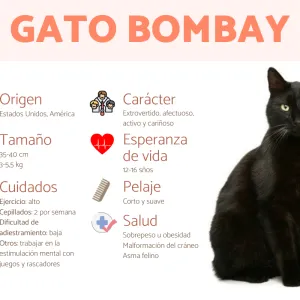 GATO BOMBAY
Origen
Estados Unidos, América
Carácter
Extrovertido, afectuoso,
activo y cariñoso
Tamaño
35-40 cm
3-5,5 kg
Esperanza
de vida
12-16 años
Cuidados
Ejercicio: alto
Cepillados: 2 por semana
Dificultad de
adiestramiento: baja
Otros: trabajar en la
estimulación mental con
juegos y rascadores
Pelaje
Corto y suave
Salud
Sobrepeso u obesidad
Malformación del cráneo
Asma felino